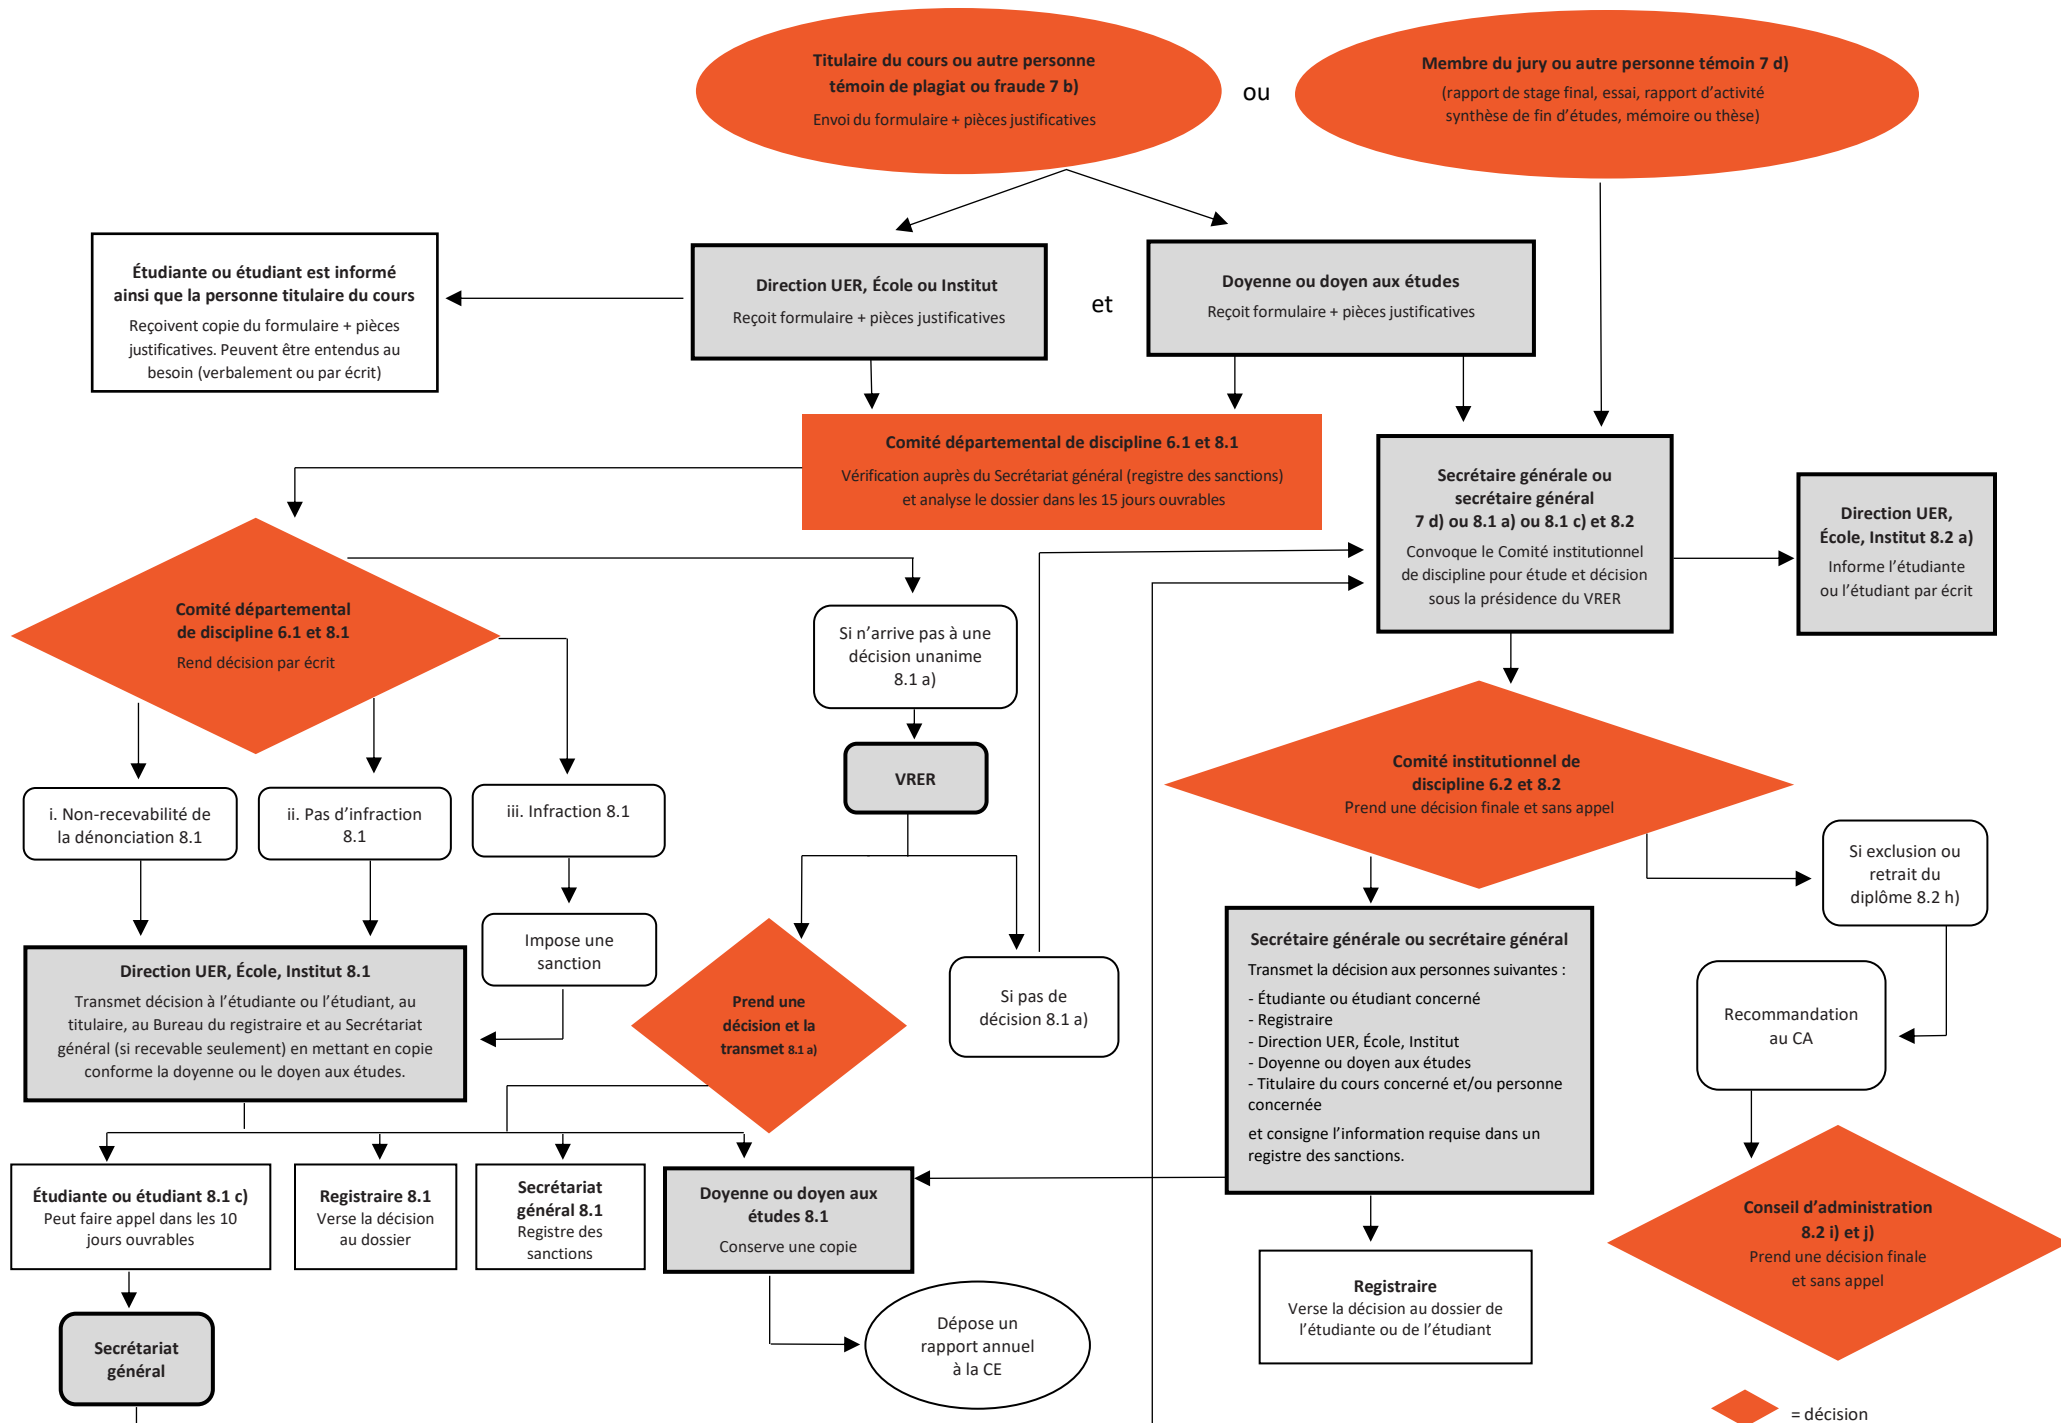 Titulaire du cours ou autre personne
témoin de plagiat ou fraude 7 b)
Envoi du formulaire + pièces justificatives
ou
Membre du jury ou autre personne témoin 7 d)
(rapport de stage final, essai, rapport d’activité
synthèse de fin d’études, mémoire ou thèse)
Étudiante ou étudiant est informé
ainsi que la personne titulaire du cours
Reçoivent copie du formulaire + pièces
justificatives. Peuvent être entendus au
besoin (verbalement ou par écrit)
Direction UER, École ou Institut
Reçoit formulaire + pièces justificatives
et
Doyenne ou doyen aux études
Reçoit formulaire + pièces justificatives
Comité départemental de discipline 6.1 et 8.1
Vérification auprès du Secrétariat général (registre des sanctions)
et analyse le dossier dans les 15 jours ouvrables
Secrétaire générale ou
secrétaire général
7 d) ou 8.1 a) ou 8.1 c) et 8.2
Convoque le Comité institutionnel
de discipline pour étude et décision
sous la présidence du VRER
Direction UER,
École, Institut 8.2 a)
Informe l’étudiante
ou l’étudiant par écrit
Comité départemental
de discipline 6.1 et 8.1
Rend décision par écrit
Si n’arrive pas à une
décision unanime
8.1 a)
VRER
Comité institutionnel de
discipline 6.2 et 8.2
Prend une décision finale et sans appel
i. Non-recevabilité de
la dénonciation 8.1
ii. Pas d’infraction
8.1
iii. Infraction 8.1
Si exclusion ou
retrait du
diplôme 8.2 h)
Impose une
sanction
Direction UER, École, Institut 8.1
Transmet décision à l’étudiante ou l’étudiant, au
titulaire, au Bureau du registraire et au Secrétariat
général (si recevable seulement) en mettant en copie
conforme la doyenne ou le doyen aux études.
Prend une
décision et la
transmet 8.1 a)
Si pas de
décision 8.1 a)
Secrétaire générale ou secrétaire général
Transmet la décision aux personnes suivantes :
- Étudiante ou étudiant concerné
- Registraire
- Direction UER, École, Institut
- Doyenne ou doyen aux études
- Titulaire du cours concerné et/ou personne
concernée
et consigne l’information requise dans un
registre des sanctions.
Recommandation
au CA
Étudiante ou étudiant 8.1 c)
Peut faire appel dans les 10
jours ouvrables
Registraire 8.1
Verse la décision
au dossier
Secrétariat
général 8.1
Registre des
sanctions
Doyenne ou doyen aux
études 8.1
Conserve une copie
Conseil d’administration
8.2 i) et j)
Prend une décision finale
et sans appel
Registraire
Verse la décision au dossier de
l’étudiante ou de l’étudiant
Secrétariat
général
Dépose un
rapport annuel
à la CE
= décision